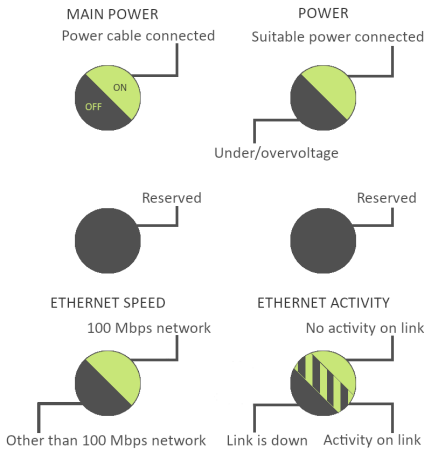 MAIN POWER
Power cable connected
ON
OFF
POWER
Suitable power connected
Under/overvoltage
Reserved
Reserved
ETHERNET SPEED
100 Mbps network
Other than 100 Mbps network
ETHERNET ACTIVITY
No activity on link
Link is down
Activity on link